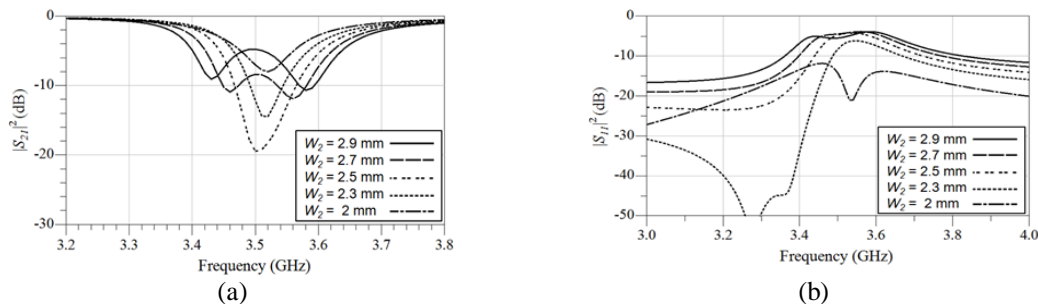 0
-10
-20
-30
|S21|² (dB)
W2 = 2.9 mm
W2 = 2.7 mm
W2 = 2.5 mm
W2 = 2.3 mm
W2 = 2 mm
3.2 3.3 3.4 3.5 3.6 3.7 3.8
Frequency (GHz)
(a)
0
-10
-20
-30
-40
-50
|S11|² (dB)
W2 = 2.9 mm
W2 = 2.7 mm
W2 = 2.5 mm
W2 = 2.3 mm
W2 = 2 mm
3.0 3.2 3.4 3.6 3.8 4.0
Frequency (GHz)
(b)